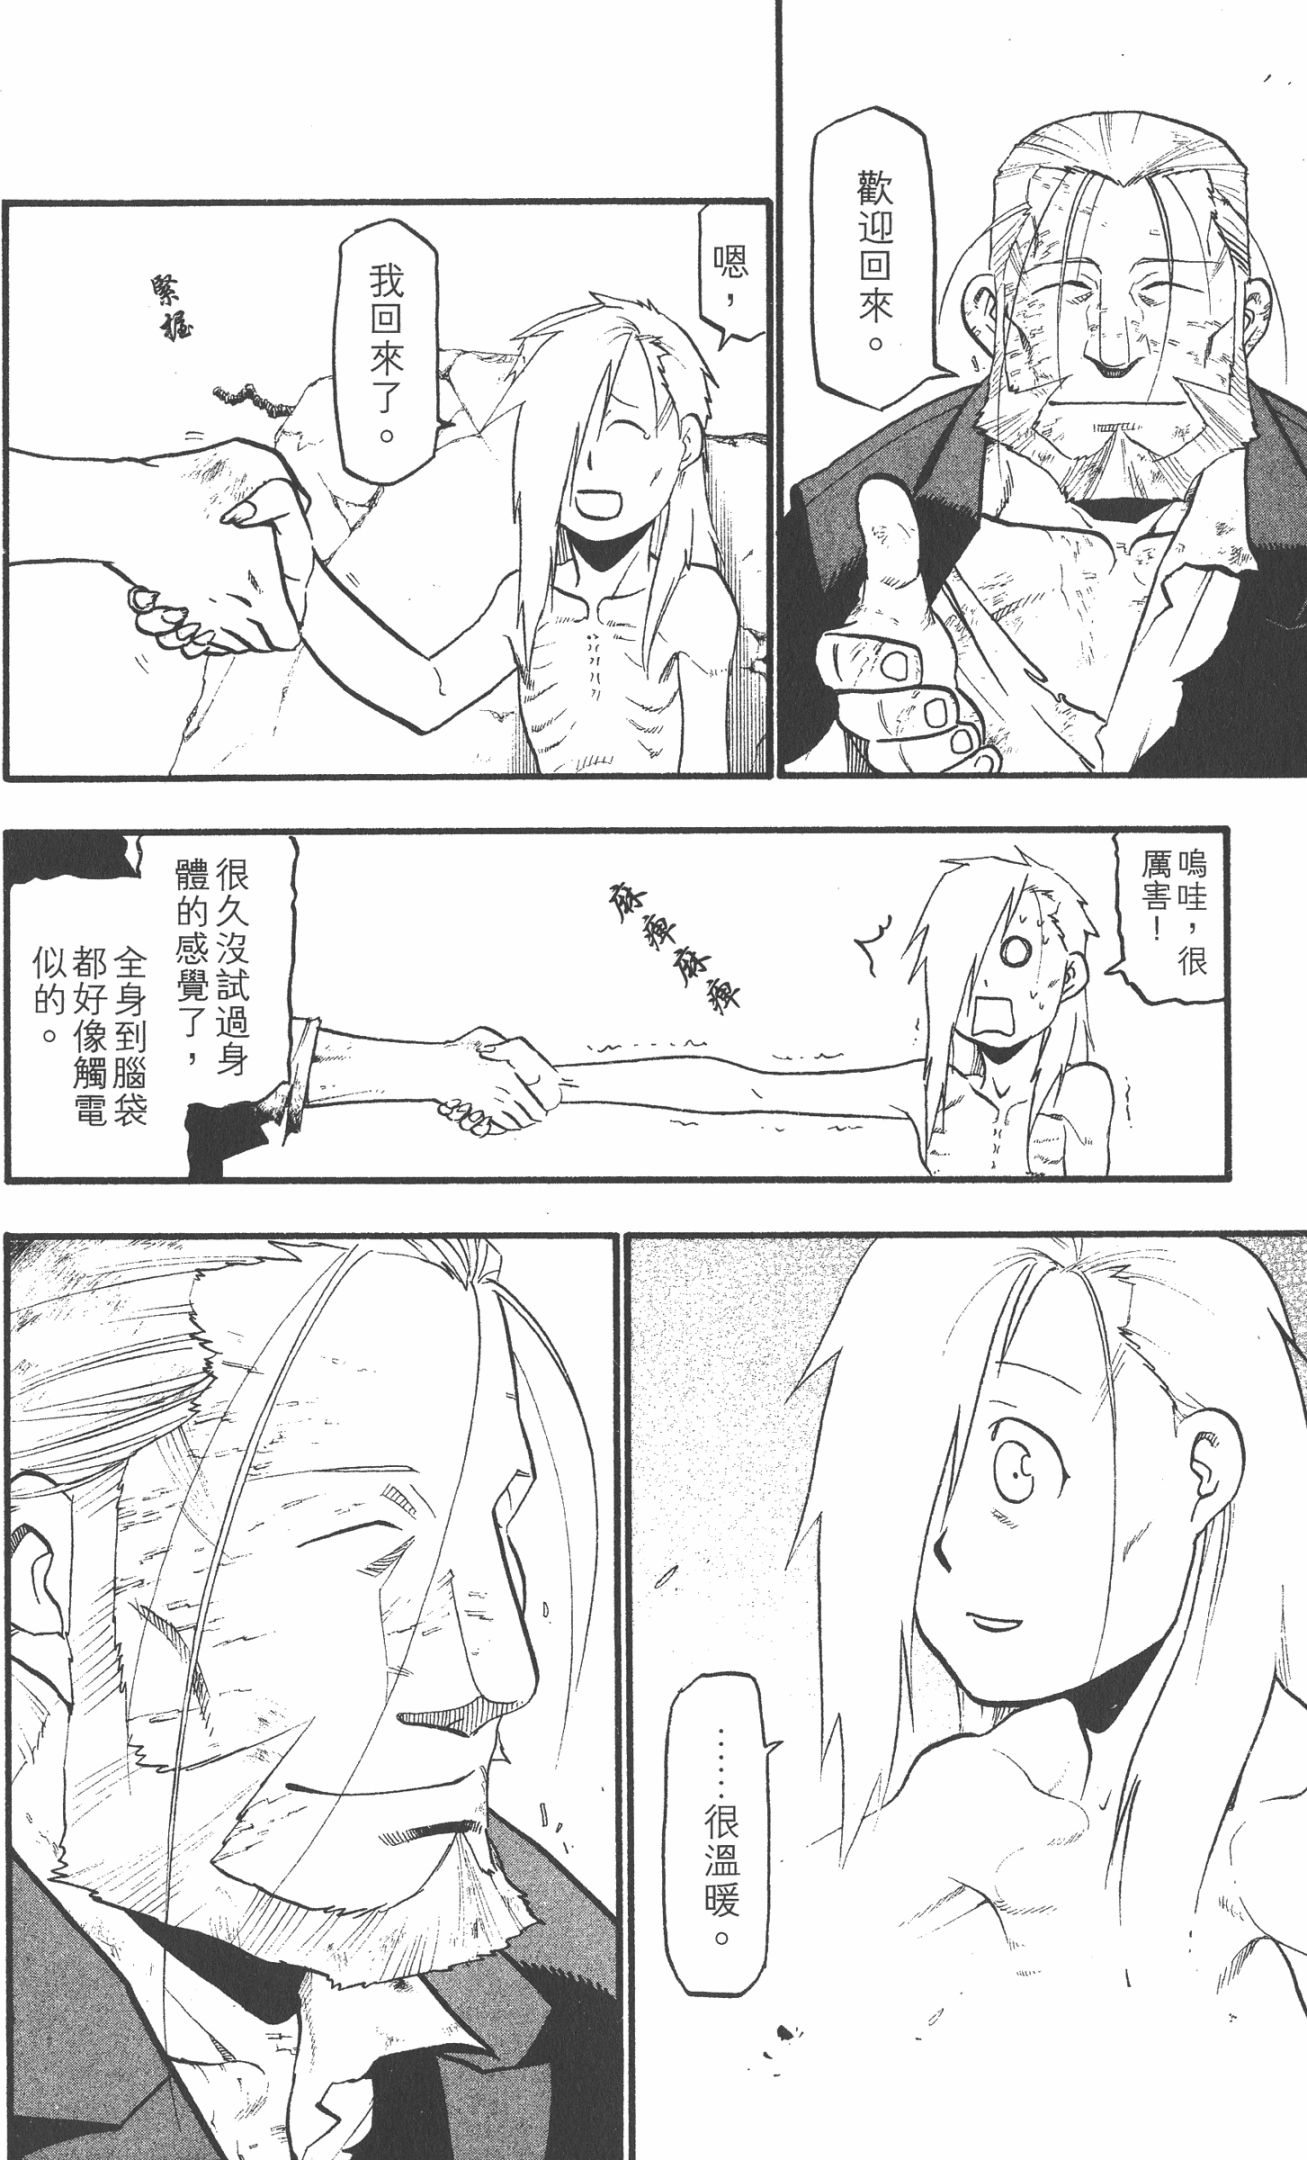 歡迎回來。
嗯，
我回來了。
緊握
嗚哇，很
厲害！
麻痺麻痺
很久沒試過身
體的感覺了，
全身到腦袋
都好像觸電
似的。
……很溫暖。